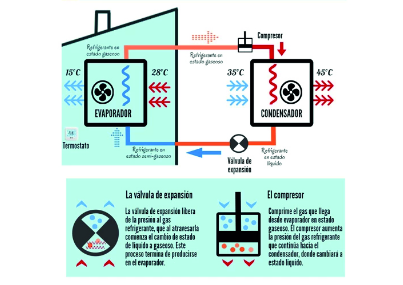 Compresor
Refrigerante en
estado gaseoso
Refrigerante en
estado gaseoso
15°C
28°C
35°C
45°C
EVAPORADOR
CONDENSADOR
Termostato
Refrigerante
en estado semi-gaseoso
Válvula de
expansión
Refrigerante
en estado
líquido
La válvula de expansión
La válvula de expansión libera
de la presión al gas
refrigerante, que al atravesarla
comienza el cambio de estado
de líquido a gaseoso. Este
proceso termina de producirse
en el evaporador.
El compresor
Comprime el gas que llega
desde evaporador en estado
gaseoso. El compresor aumenta
la presión del gas refrigerante
que continúa hacia el
condensador, donde cambiará a
estado líquido.